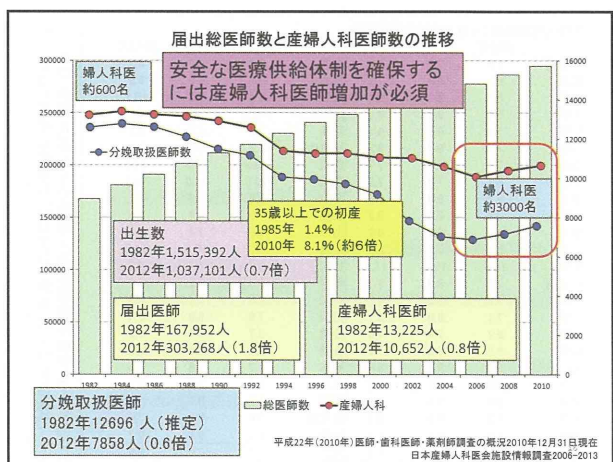 届出総医師数と産婦人科医師数の推移
婦人科医
約600名
安全な医療供給体制を確保する
には産婦人科医師増加が必須
300000
250000
200000
150000
100000
50000
0
16000
14000
12000
10000
8000
6000
4000
2000
0
分娩取扱医師数
婦人科医
約3000名
35歳以上での初産
1985年 1.4%
2010年 8.1%(約6倍)
出生数
1982年1,515,392人
2012年1,037,101人(0.7倍)
届出医師
1982年167,952人
2012年303,268人(1.8倍)
産婦人科医師
1982年13,225人
2012年10,652人(0.8倍)
1982 1984 1986 1988 1990 1992 1994 1996 1998 2000 2002 2004 2006 2008 2010
総医師数 産婦人科
分娩取扱医師
1982年12696 人(推定)
2012年7858人(0.6倍)
平成22年(2010年)医師・歯科医師・薬剤師調査の概況2010年12月31日現在
日本産婦人科医会施設情報調査2006-2013